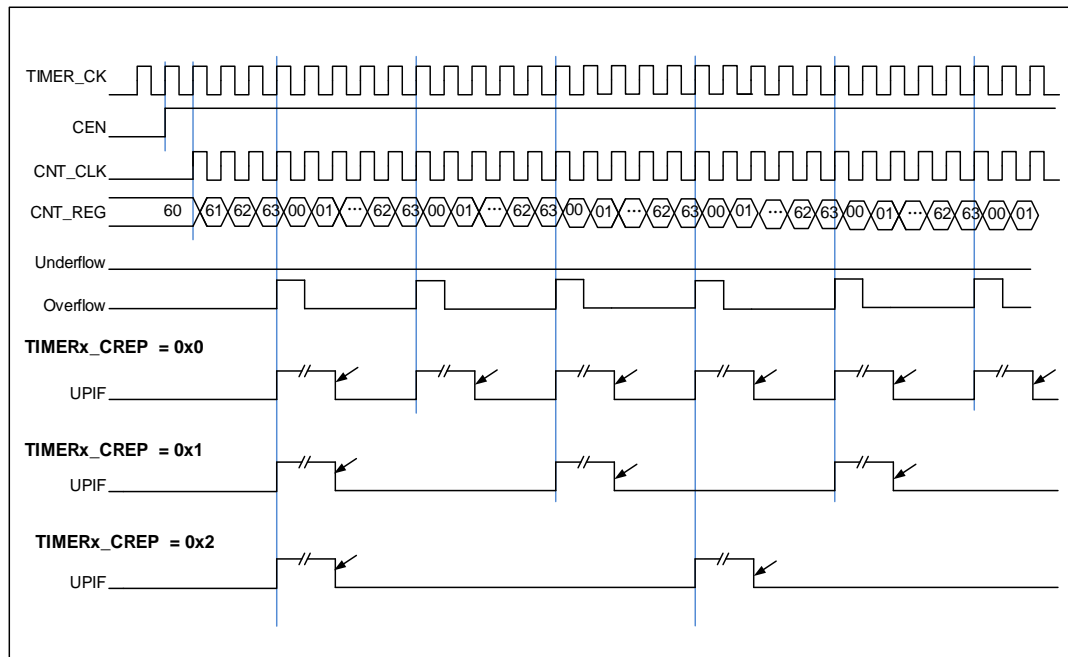 TIMER_CK
CEN
CNT_CLK
CNT_REG 60 61 62 63 00 01 ... 62 63 00 01 ... 62 63 00 01 ... 62 63 00 01 ... 62 63 00 01 ... 62 63 00 01
Underflow
Overflow
TIMERx_CREP = 0x0
UPIF
TIMERx_CREP = 0x1
UPIF
TIMERx_CREP = 0x2
UPIF